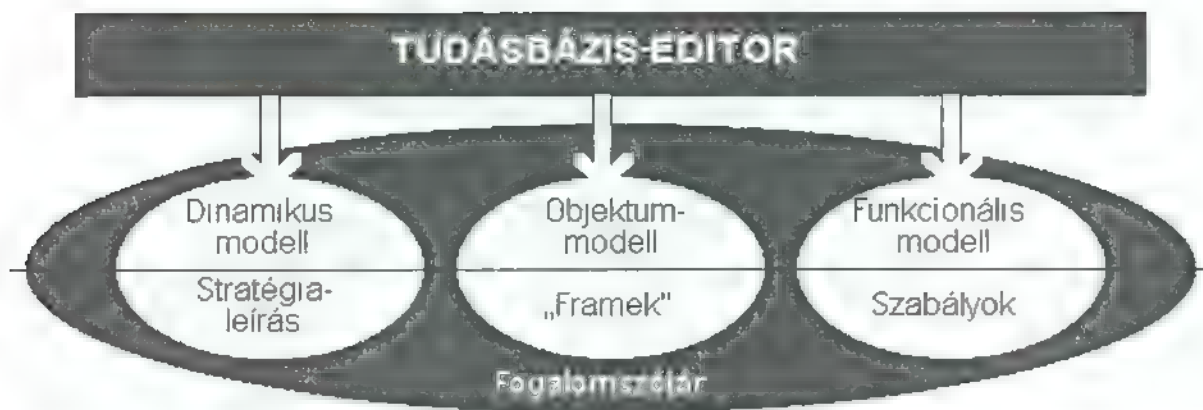 TUDÁSBÁZIS-EDITOR
Dinamikus
modell
Stratégia-
leírás
Objektum-
modell
„Framek"
Funkcionális
modell
Szabályok
Fogalomszótár